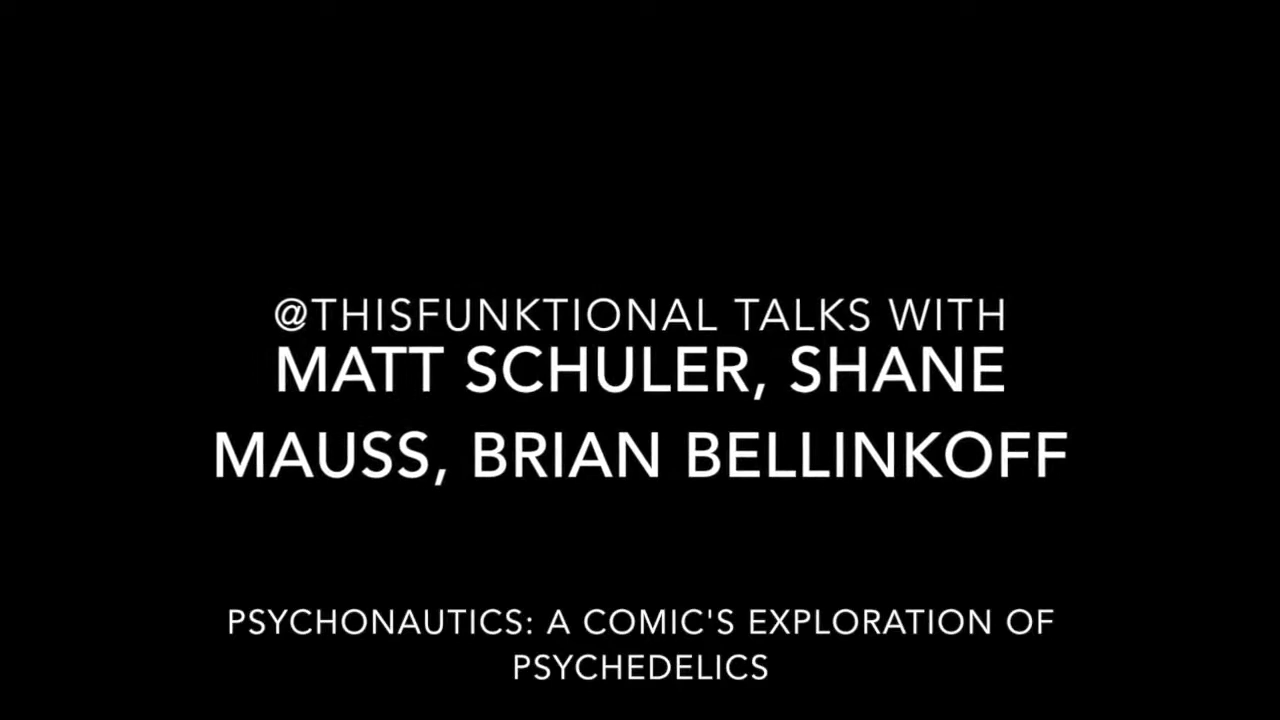 @THISFUNKTIONAL TALKS WITH
MATT SCHULER, SHANE
MAUSS, BRIAN BELLINKOFF
PSYCHONAUTICS: A COMIC'S EXPLORATION OF
PSYCHEDELICS